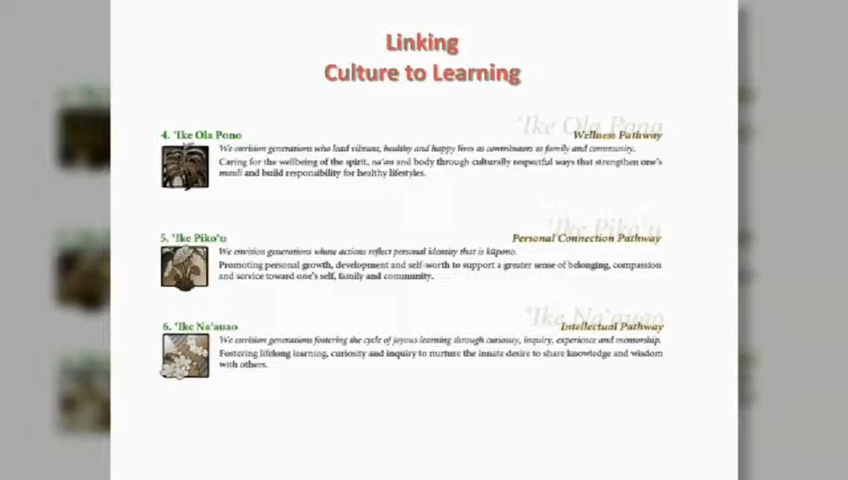 Linking
Culture to Learning
'Ike Ola Pono
4. 'Ike Ola Pono
Wellness Pathway
We envision generations who lead vibrant, healthy and happy lives as contributors to family and community.
Caring for the wellbeing of the spirit, na'au and body through culturally respectful ways that strengthen one's
mauli and build responsibility for healthy lifestyles.
'Ike Piko'u
5. 'Ike Piko'u
Personal Connection Pathway
We envision generations whose actions reflect personal identity that is kūpono.
Promoting personal growth, development and self-worth to support a greater sense of belonging, compassion
and service toward one's self, family and community.
'Ike Na'auao
6. 'Ike Na'auao
Intellectual Pathway
We envision generations fostering the cycle of joyous learning through curiosity, inquiry, experience and mentorship.
Fostering lifelong learning, curiosity and inquiry to nurture the innate desire to share knowledge and wisdom
with others.